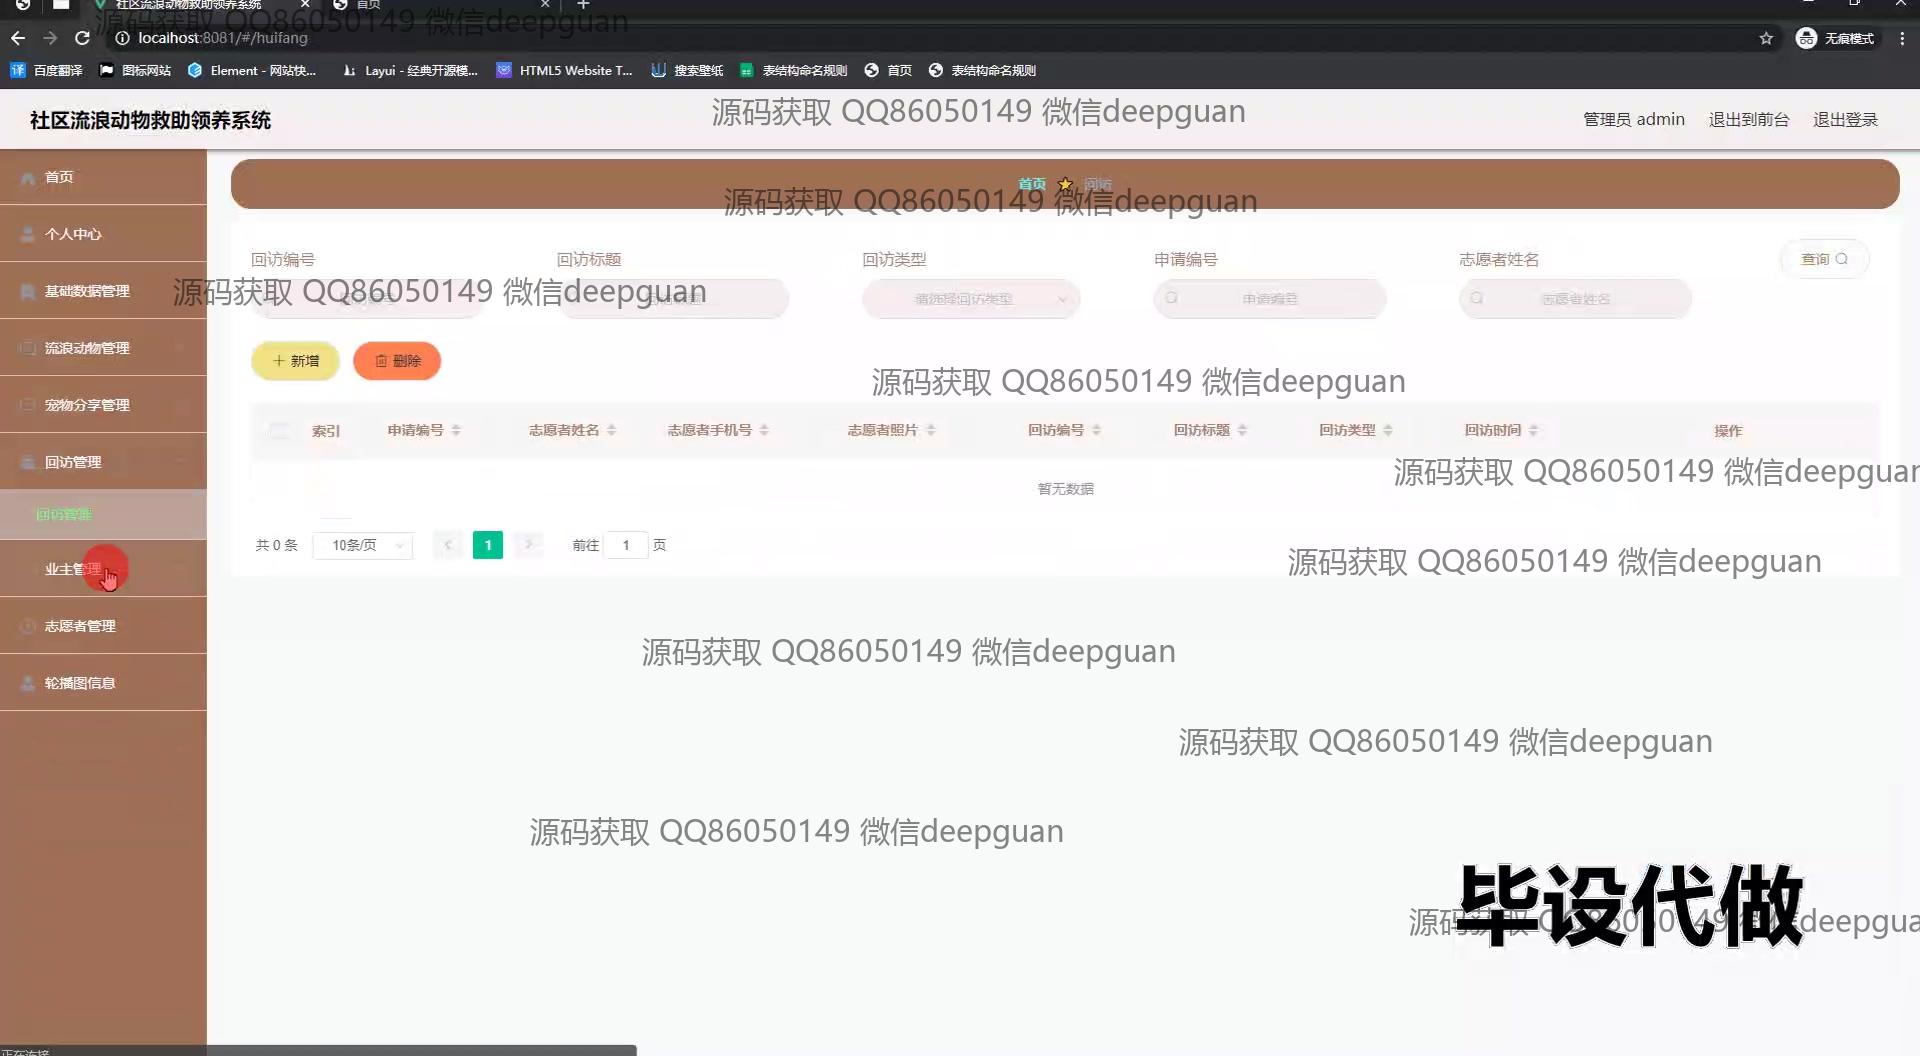 社区流浪动物救助领养系统
首页
源码获取 QQ86050149 微信deepguan
localhost:8081/#/huifang
无痕模式
百度翻译
图标网站
Element - 网站快...
Layui - 经典开源模...
HTML5 Website T...
搜索壁纸
表结构命名规则
首页
表结构命名规则
社区流浪动物救助领养系统
源码获取 QQ86050149 微信deepguan
管理员 admin
退出到前台
退出登录
首页
个人中心
基础数据管理
流浪动物管理
宠物分享管理
回访管理
回访管理
业主管理
志愿者管理
轮播图信息
首页
回访
源码获取 QQ86050149 微信deepguan
回访编号
回访标题
回访类型
申请编号
志愿者姓名
查询
源码获取 QQ86050149 微信deepguan
请选择回访类型
申请编号
志愿者姓名
新增
删除
源码获取 QQ86050149 微信deepguan
索引
申请编号
志愿者姓名
志愿者手机号
志愿者照片
回访编号
回访标题
回访类型
回访时间
操作
源码获取 QQ86050149 微信deepguan
暂无数据
共 0 条
10条/页
1
前往 1 页
源码获取 QQ86050149 微信deepguan
源码获取 QQ86050149 微信deepguan
源码获取 QQ86050149 微信deepguan
源码获取 QQ86050149 微信deepguan
毕设代做
源码获取 QQ86050149 微信deepgua
正在连接